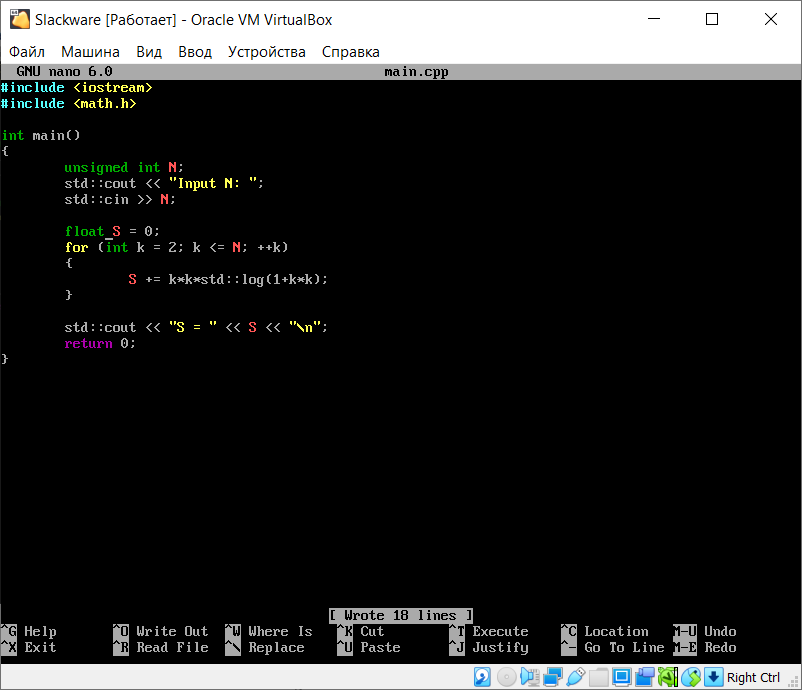 Slackware [Работает] - Oracle VM VirtualBox
Файл Машина Вид Ввод Устройства Справка
GNU nano 6.0 main.cpp
#include <iostream>
#include <math.h>
int main()
{
unsigned int N;
std::cout << "Input N: ";
std::cin >> N;
float_S = 0;
for (int k = 2; k <= N; ++k)
{
S += k*k*std::log(1+k*k);
}
std::cout << "S = " << S << "\n";
return 0;
}
[ Wrote 18 lines ]
^G Help ^O Write Out ^W Where Is ^K Cut ^T Execute ^C Location M-U Undo
^X Exit ^R Read File ^\ Replace ^U Paste ^J Justify ^- Go To Line M-E Redo
Right Ctrl